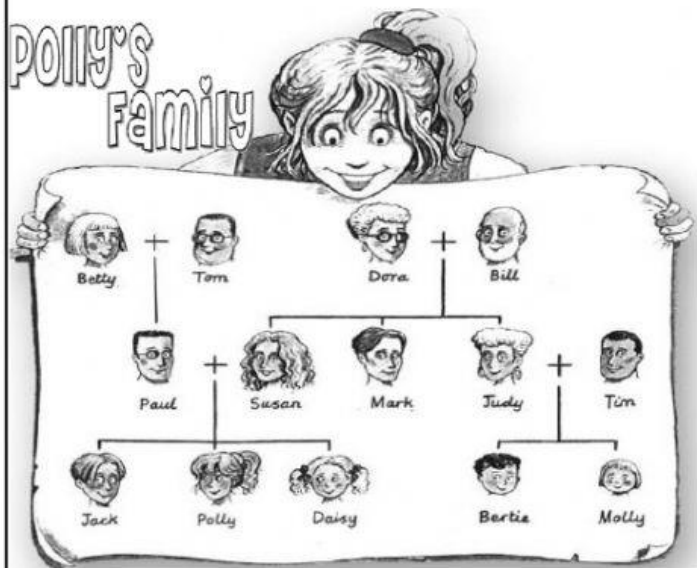 Polly's
Family
Betty Tom Dora Bill
Paul Susan Mark Judy Tim
Jack Polly Daisy Bertie Molly